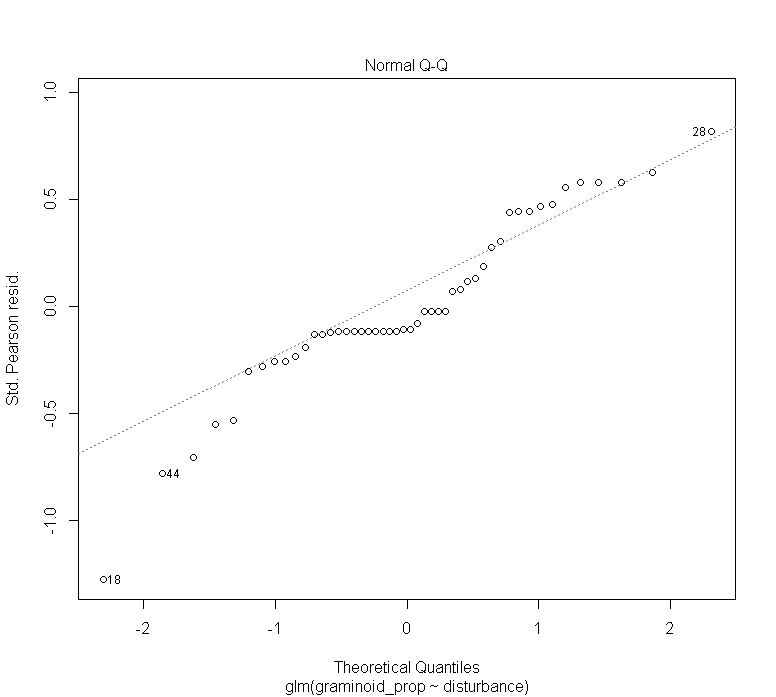 Normal Q-Q
1.0
0.5
0.0
-0.5
-1.0
Std. Pearson resid.
28
44
18
-2 -1 0 1 2
Theoretical Quantiles
glm(graminoid_prop ~ disturbance)